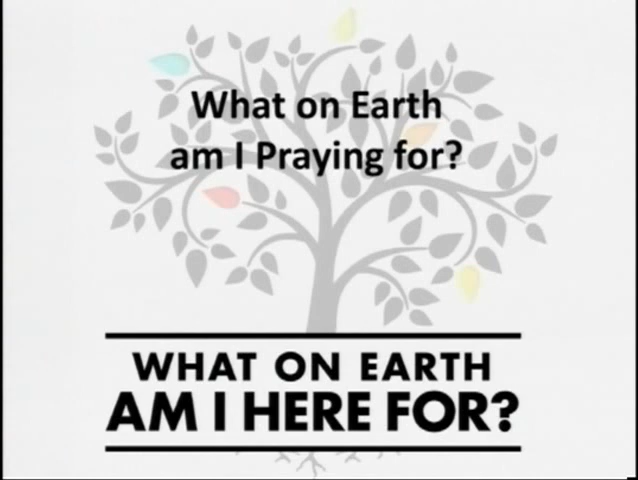 What on Earth
am I Praying for?
WHAT ON EARTH
AM I HERE FOR?